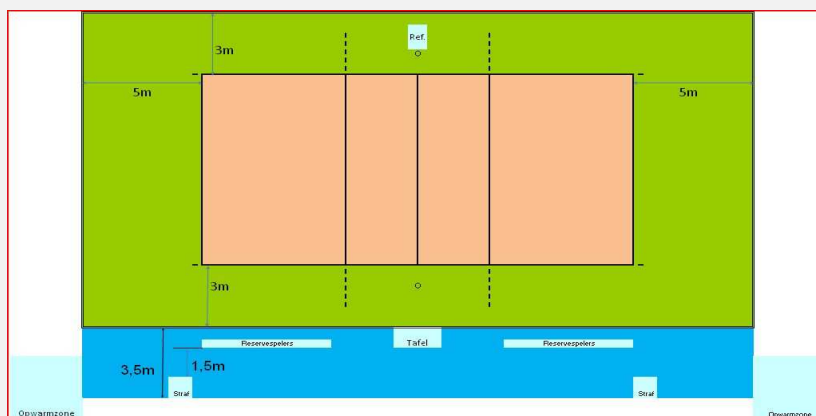 Ref.
3m
5m
5m
3m
Reservespelers
Tafel
Reservespelers
3,5m
1,5m
Straf
Straf
Opwarmzone
Opwarmzone